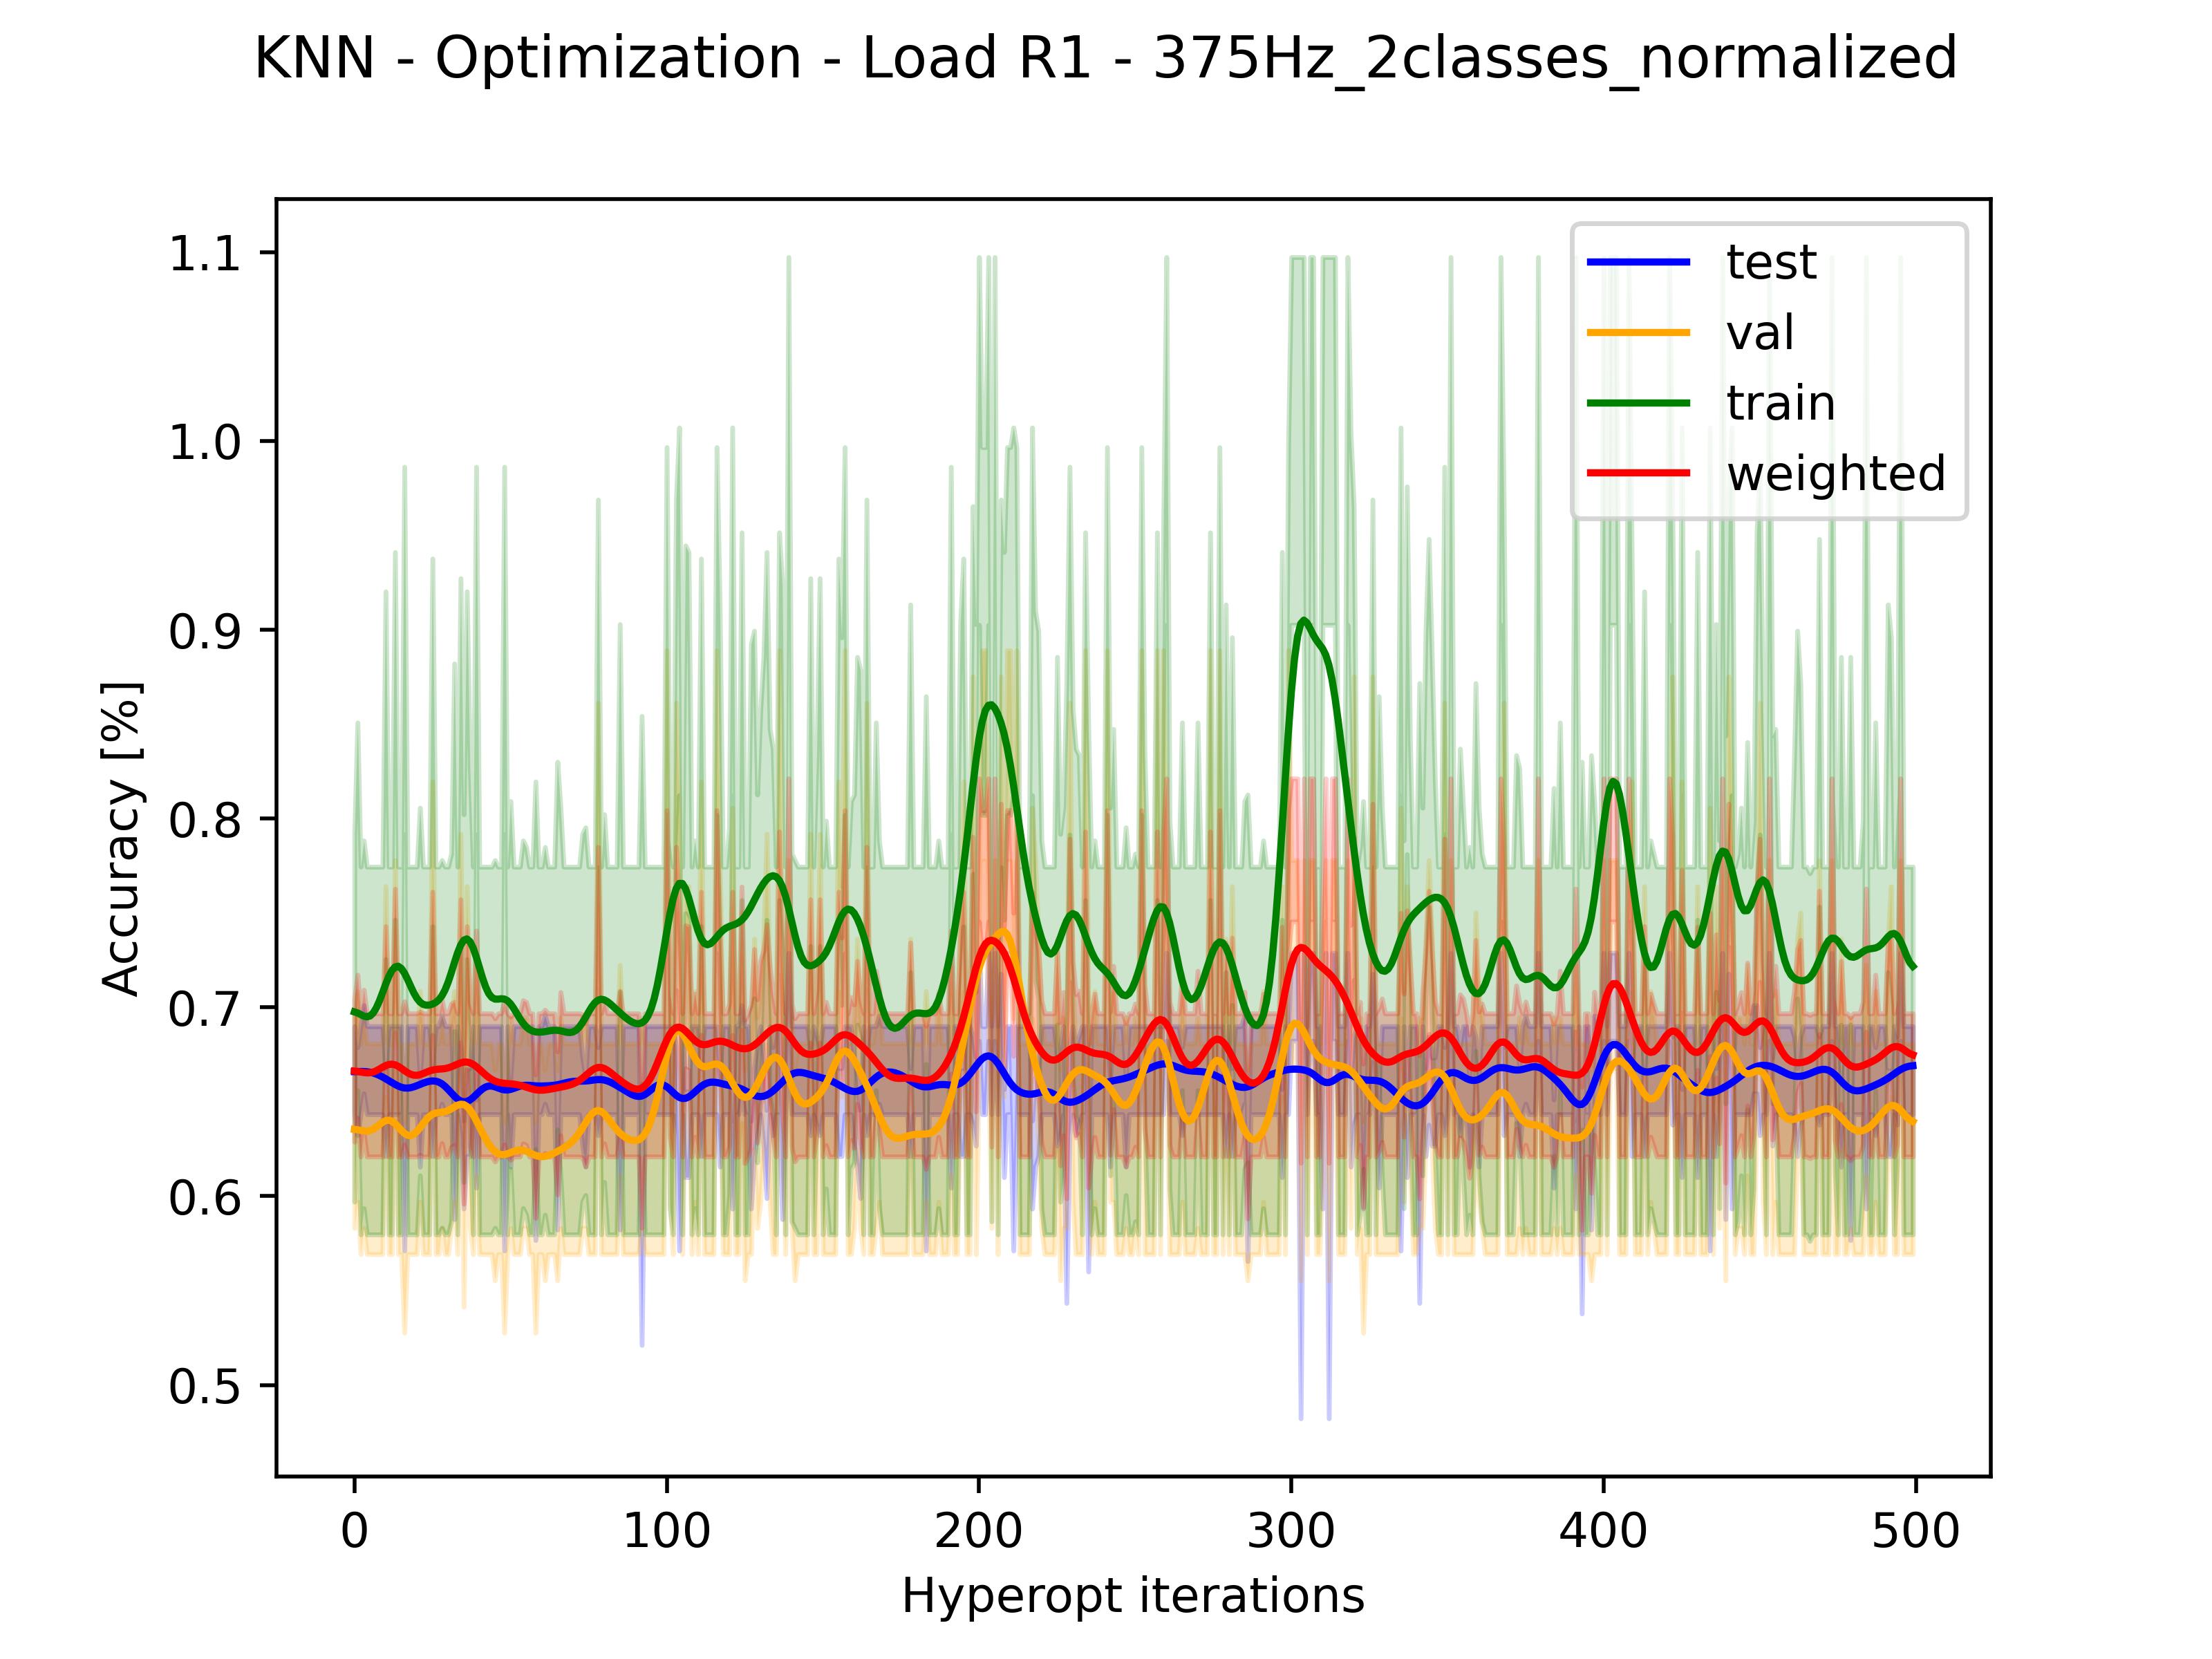 KNN - Optimization - Load R1 - 375Hz_2classes_normalized
1.1
1.0
0.9
0.8
0.7
0.6
0.5
Accuracy [%]
test
val
train
weighted
0 100 200 300 400 500
Hyperopt iterations